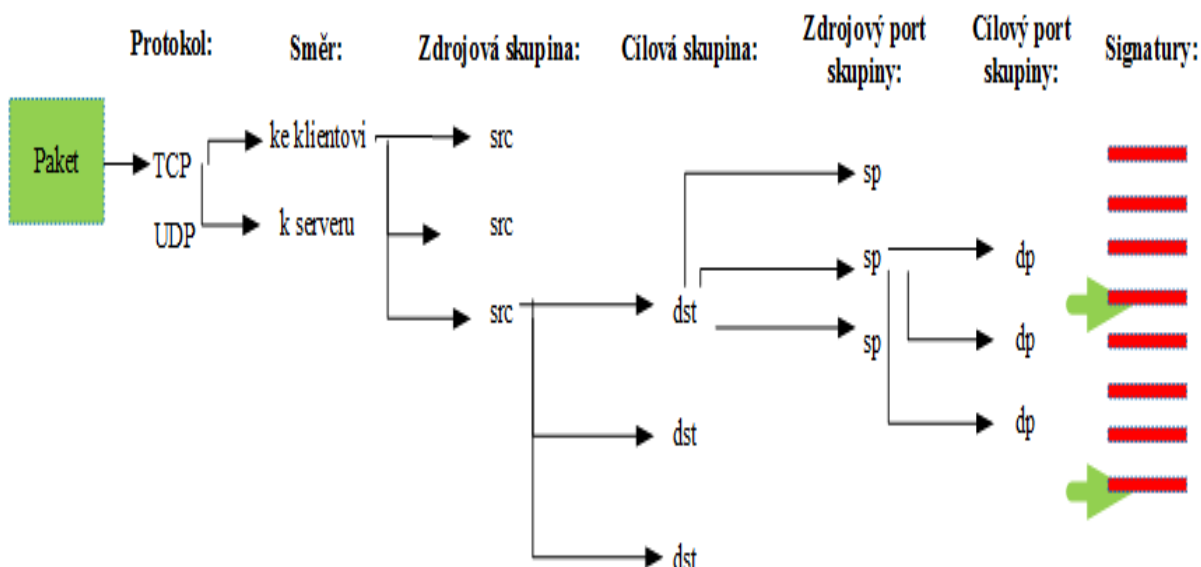 Protokol:
Směr:
Zdrojová skupina:
Cílová skupina:
Zdrojový port
skupiny:
Cílový port
skupiny:
Signatury:
Paket
TCP
UDP
ke klientovi
k serveru
src
src
src
dst
dst
dst
sp
sp
sp
dp
dp
dp